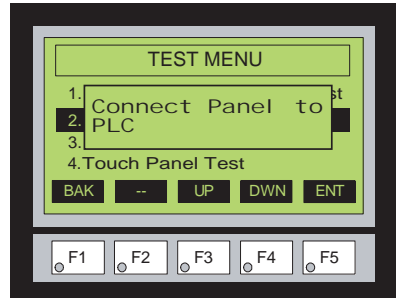 TEST MENU
1. st
Connect Panel to
2. PLC
3.
4.Touch Panel Test
BAK -- UP DWN ENT
F1 F2 F3 F4 F5